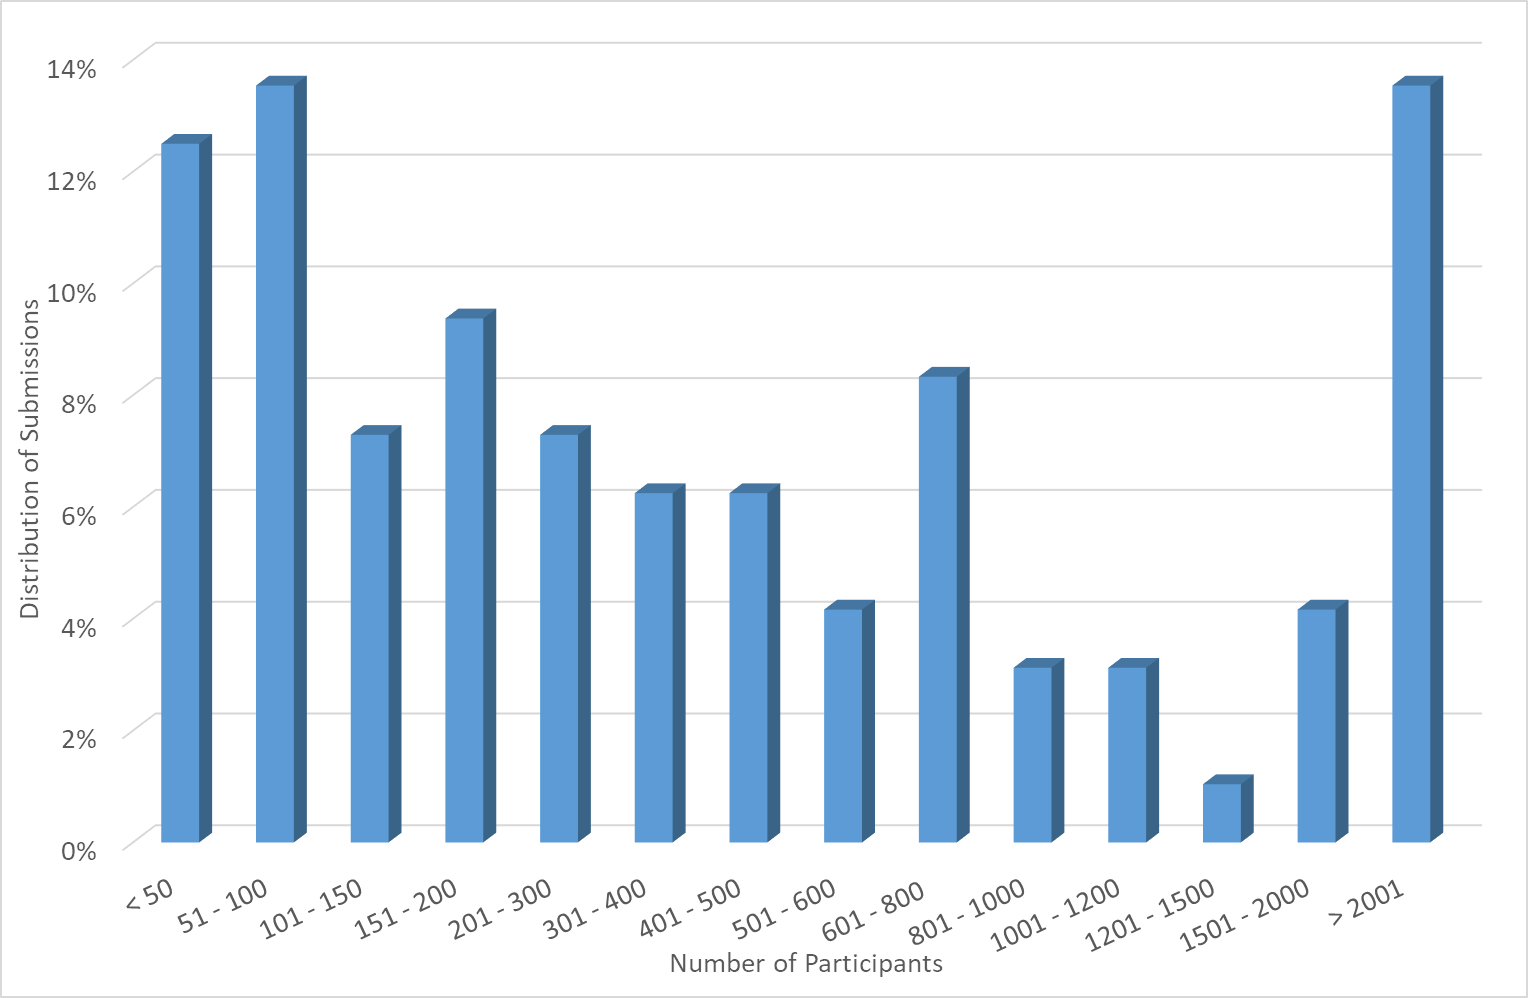 14%
12%
10%
8%
6%
4%
2%
0%
Distribution of Submissions
< 50
51 - 100
101 - 150
151 - 200
201 - 300
301 - 400
401 - 500
501 - 600
601 - 800
801 - 1000
1001 - 1200
1201 - 1500
1501 - 2000
> 2001
Number of Participants